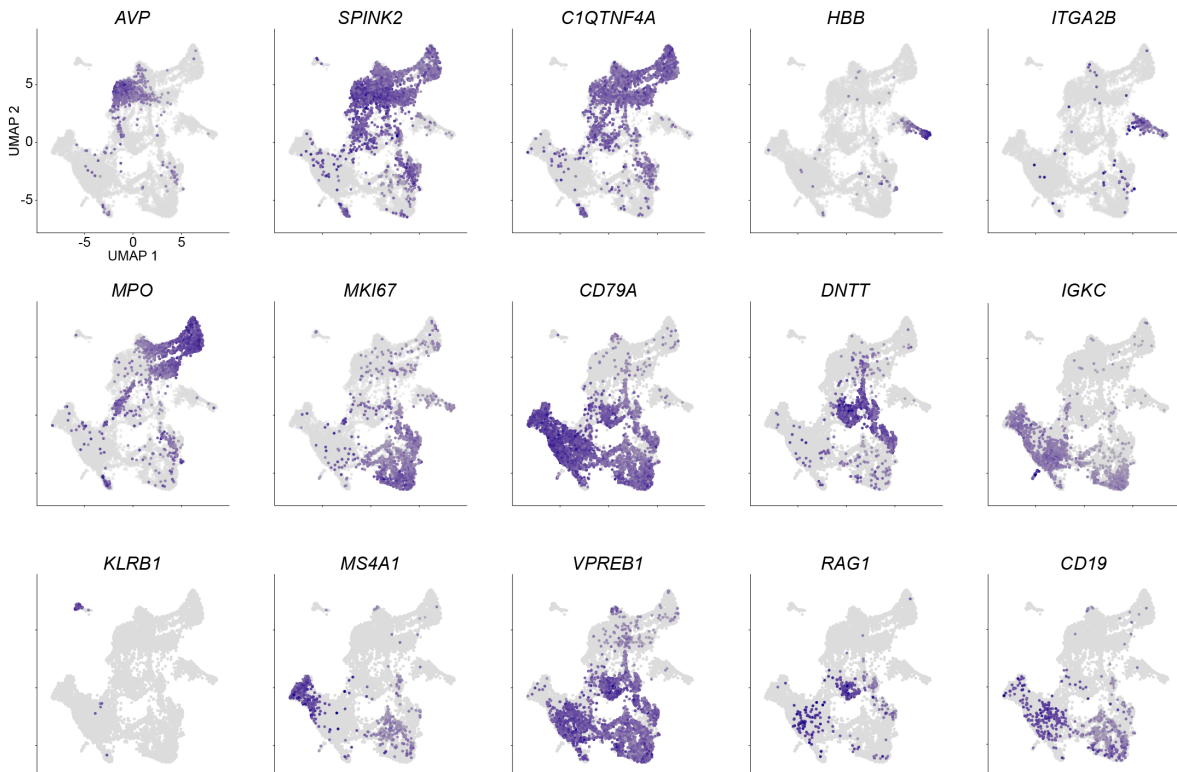 AVP SPINK2 C1QTNF4A HBB ITGA2B
5
0
-5
UMAP 2
-5 0 5
UMAP 1
MPO MKI67 CD79A DNTT IGKC
KLRB1 MS4A1 VPREB1 RAG1 CD19